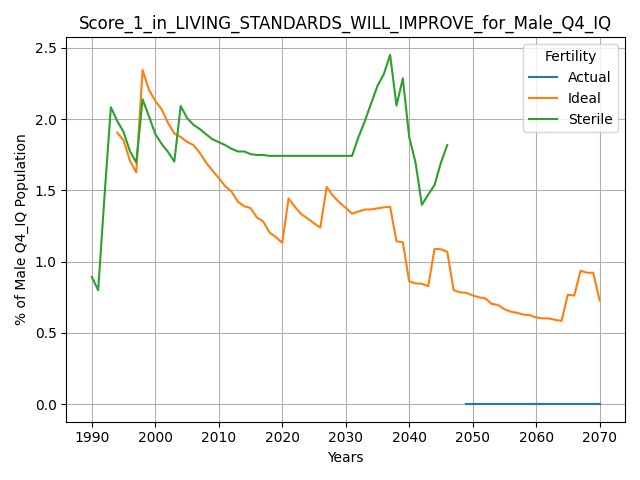 Score_1_in_LIVING_STANDARDS_WILL_IMPROVE_for_Male_Q4_IQ
Fertility
Actual
Ideal
Sterile
% of Male Q4_IQ Population
2.5
2.0
1.5
1.0
0.5
0.0
1990 2000 2010 2020 2030 2040 2050 2060 2070
Years